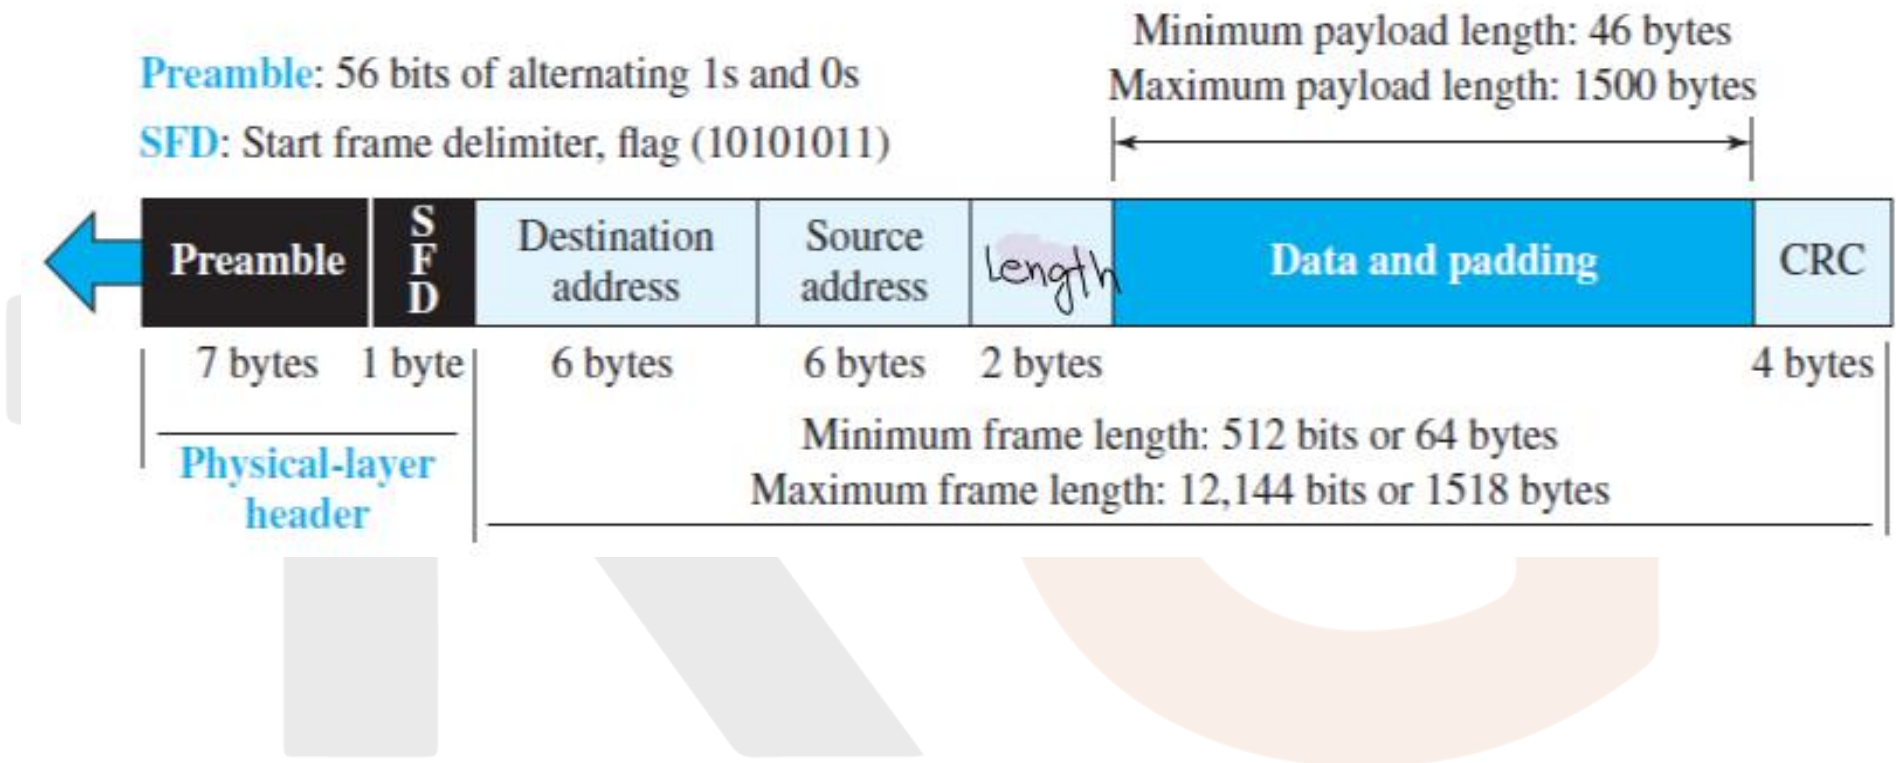 Minimum payload length: 46 bytes
Maximum payload length: 1500 bytes
Preamble: 56 bits of alternating 1s and 0s
SFD: Start frame delimiter, flag (10101011)
Preamble
SFD
Destination
address
Source
address
Length
Data and padding
CRC
7 bytes
1 byte
6 bytes
6 bytes
2 bytes
4 bytes
Physical-layer
header
Minimum frame length: 512 bits or 64 bytes
Maximum frame length: 12,144 bits or 1518 bytes